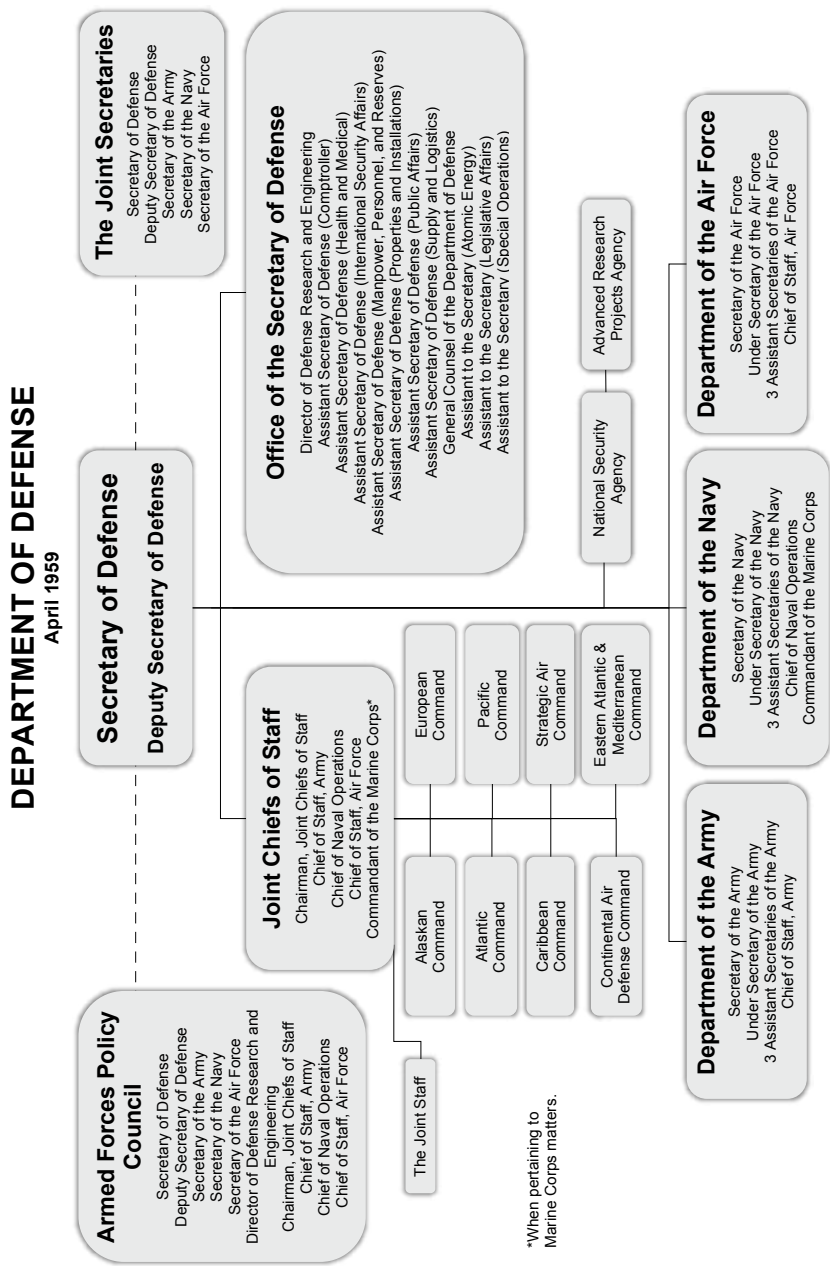 DEPARTMENT OF DEFENSE
April 1959
Armed Forces Policy
Council
Secretary of Defense
Deputy Secretary of Defense
Secretary of the Army
Secretary of the Navy
Secretary of the Air Force
Director of Defense Research and
Engineering
Chairman, Joint Chiefs of Staff
Chief of Staff, Army
Chief of Naval Operations
Chief of Staff, Air Force
Secretary of Defense
Deputy Secretary of Defense
The Joint Secretaries
Secretary of Defense
Deputy Secretary of Defense
Secretary of the Army
Secretary of the Navy
Secretary of the Air Force
Joint Chiefs of Staff
Chairman, Joint Chiefs of Staff
Chief of Staff, Army
Chief of Naval Operations
Chief of Staff, Air Force
Commandant of the Marine Corps*
Office of the Secretary of Defense
Director of Defense Research and Engineering
Assistant Secretary of Defense (Comptroller)
Assistant Secretary of Defense (Health and Medical)
Assistant Secretary of Defense (International Security Affairs)
Assistant Secretary of Defense (Manpower, Personnel, and Reserves)
Assistant Secretary of Defense (Properties and Installations)
Assistant Secretary of Defense (Public Affairs)
Assistant Secretary of Defense (Supply and Logistics)
General Counsel of the Department of Defense
Assistant to the Secretary (Atomic Energy)
Assistant to the Secretary (Legislative Affairs)
Assistant to the Secretary (Special Operations)
The Joint Staff
Alaskan
Command
European
Command
Atlantic
Command
Pacific
Command
Caribbean
Command
Strategic Air
Command
Continental Air
Defense Command
Eastern Atlantic &
Mediterranean
Command
National Security
Agency
Advanced Research
Projects Agency
*When pertaining to
Marine Corps matters.
Department of the Army
Secretary of the Army
Under Secretary of the Army
3 Assistant Secretaries of the Army
Chief of Staff, Army
Department of the Navy
Secretary of the Navy
Under Secretary of the Navy
3 Assistant Secretaries of the Navy
Chief of Naval Operations
Commandant of the Marine Corps
Department of the Air Force
Secretary of the Air Force
Under Secretary of the Air Force
3 Assistant Secretaries of the Air Force
Chief of Staff, Air Force